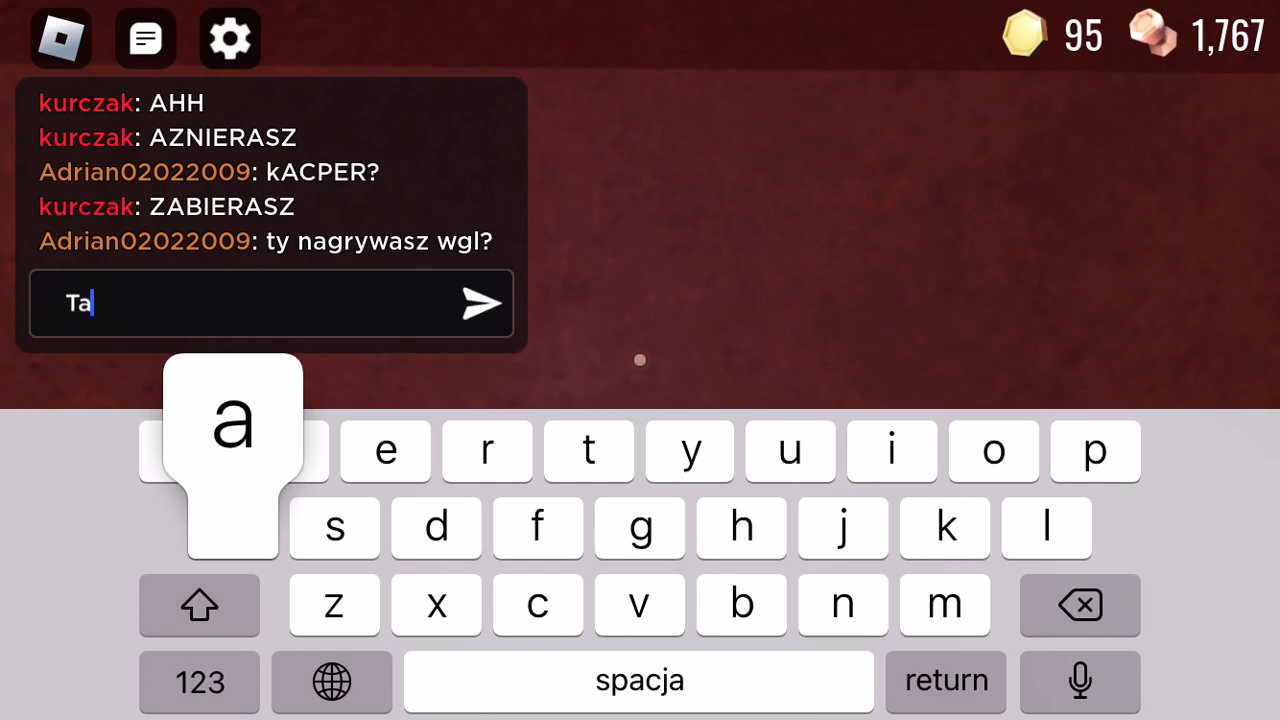 95 1,767
kurczak: AHH
kurczak: AZNIERASZ
Adrian02022009: kACPER?
kurczak: ZABIERASZ
Adrian02022009: ty nagrywasz wgl?
Ta
a
e r t y u i o p
s d f g h j k l
z x c v b n m
123 spacja return